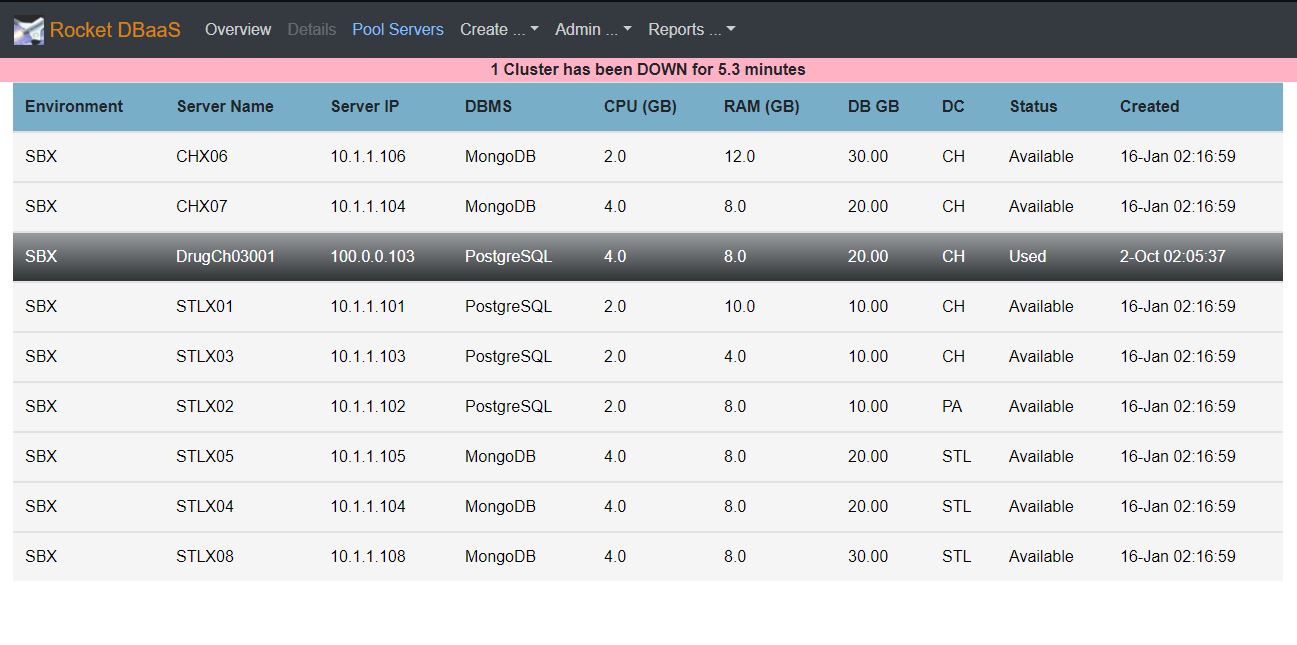 Rocket DBaaS Overview Details Pool Servers Create ... Admin ... Reports ...
1 Cluster has been DOWN for 5.3 minutes
Environment Server Name Server IP DBMS CPU (GB) RAM (GB) DB GB DC Status Created
SBX CHX06 10.1.1.106 MongoDB 2.0 12.0 30.00 CH Available 16-Jan 02:16:59
SBX CHX07 10.1.1.104 MongoDB 4.0 8.0 20.00 CH Available 16-Jan 02:16:59
SBX DrugCh03001 100.0.0.103 PostgreSQL 4.0 8.0 20.00 CH Used 2-Oct 02:05:37
SBX STLX01 10.1.1.101 PostgreSQL 2.0 10.0 10.00 CH Available 16-Jan 02:16:59
SBX STLX03 10.1.1.103 PostgreSQL 2.0 4.0 10.00 CH Available 16-Jan 02:16:59
SBX STLX02 10.1.1.102 PostgreSQL 2.0 8.0 10.00 PA Available 16-Jan 02:16:59
SBX STLX05 10.1.1.105 MongoDB 4.0 8.0 20.00 STL Available 16-Jan 02:16:59
SBX STLX04 10.1.1.104 MongoDB 4.0 8.0 20.00 STL Available 16-Jan 02:16:59
SBX STLX08 10.1.1.108 MongoDB 4.0 8.0 30.00 STL Available 16-Jan 02:16:59